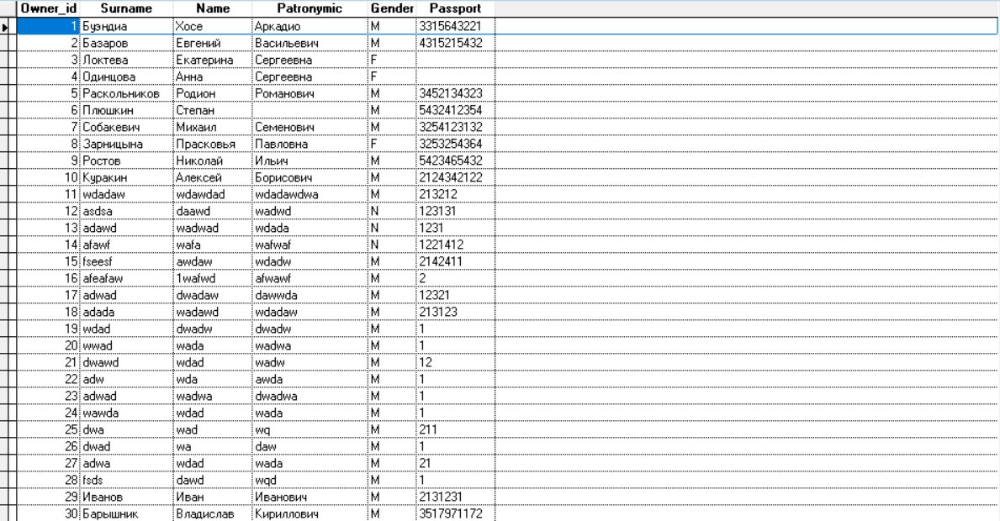 Owner_id Surname Name Patronymic Gender Passport
1 Буэндиа Хосе Аркадио M 3315643221
2 Базаров Евгений Васильевич M 4315215432
3 Локтева Екатерина Сергеевна F
4 Одинцова Анна Сергеевна F
5 Раскольников Родион Романович M 3452134323
6 Плюшкин Степан M 5432412354
7 Собакевич Михаил Семенович M 3254123132
8 Зарницына Прасковья Павловна F 3253254364
9 Ростов Николай Ильич M 5423465432
10 Куракин Алексей Борисович M 2124342122
11 wdadaw wdawdad wdadawdwa M 213212
12 asdsa daawd wadwd N 123131
13 adawd wadwad wdada N 1231
14 afawf wafa wafwaf N 1221412
15 fseesf awdaw wdadw M 2142411
16 afeafaw 1wafwd afwawf M 2
17 adwad dwadaw dawwda M 12321
18 adada wadawd wdadaw M 213123
19 wdad dwadw dwadw M 1
20 wwad wada wadwa M 1
21 dwawd wdad wadw M 12
22 adw wda awda M 1
23 adwad wadwa dwadwa M 1
24 wawda wdad wada M 1
25 dwa wad wq M 211
26 dwad wa daw M 1
27 adwa wdad wada M 21
28 fsds dawd wqd M 1
29 Иванов Иван Иванович M 2131231
30 Барышник Владислав Кириллович M 3517971172